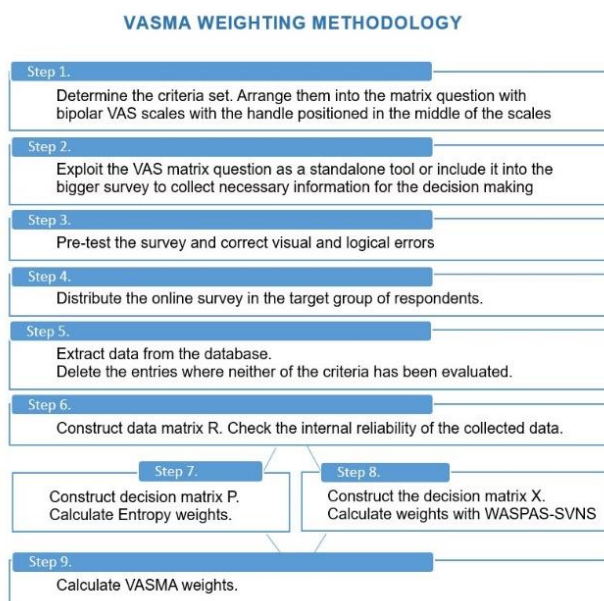 VASMA WEIGHTING METHODOLOGY
Step 1.
Determine the criteria set. Arrange them into the matrix question with
bipolar VAS scales with the handle positioned in the middle of the scales
Step 2.
Exploit the VAS matrix question as a standalone tool or include it into the
bigger survey to collect necessary information for the decision making
Step 3.
Pre-test the survey and correct visual and logical errors
Step 4.
Distribute the online survey in the target group of respondents.
Step 5.
Extract data from the database.
Delete the entries where neither of the criteria has been evaluated.
Step 6.
Construct data matrix R. Check the internal reliability of the collected data.
Step 7.
Construct decision matrix P.
Calculate Entropy weights.
Step 8.
Construct the decision matrix X.
Calculate weights with WASPAS-SVNS
Step 9.
Calculate VASMA weights.